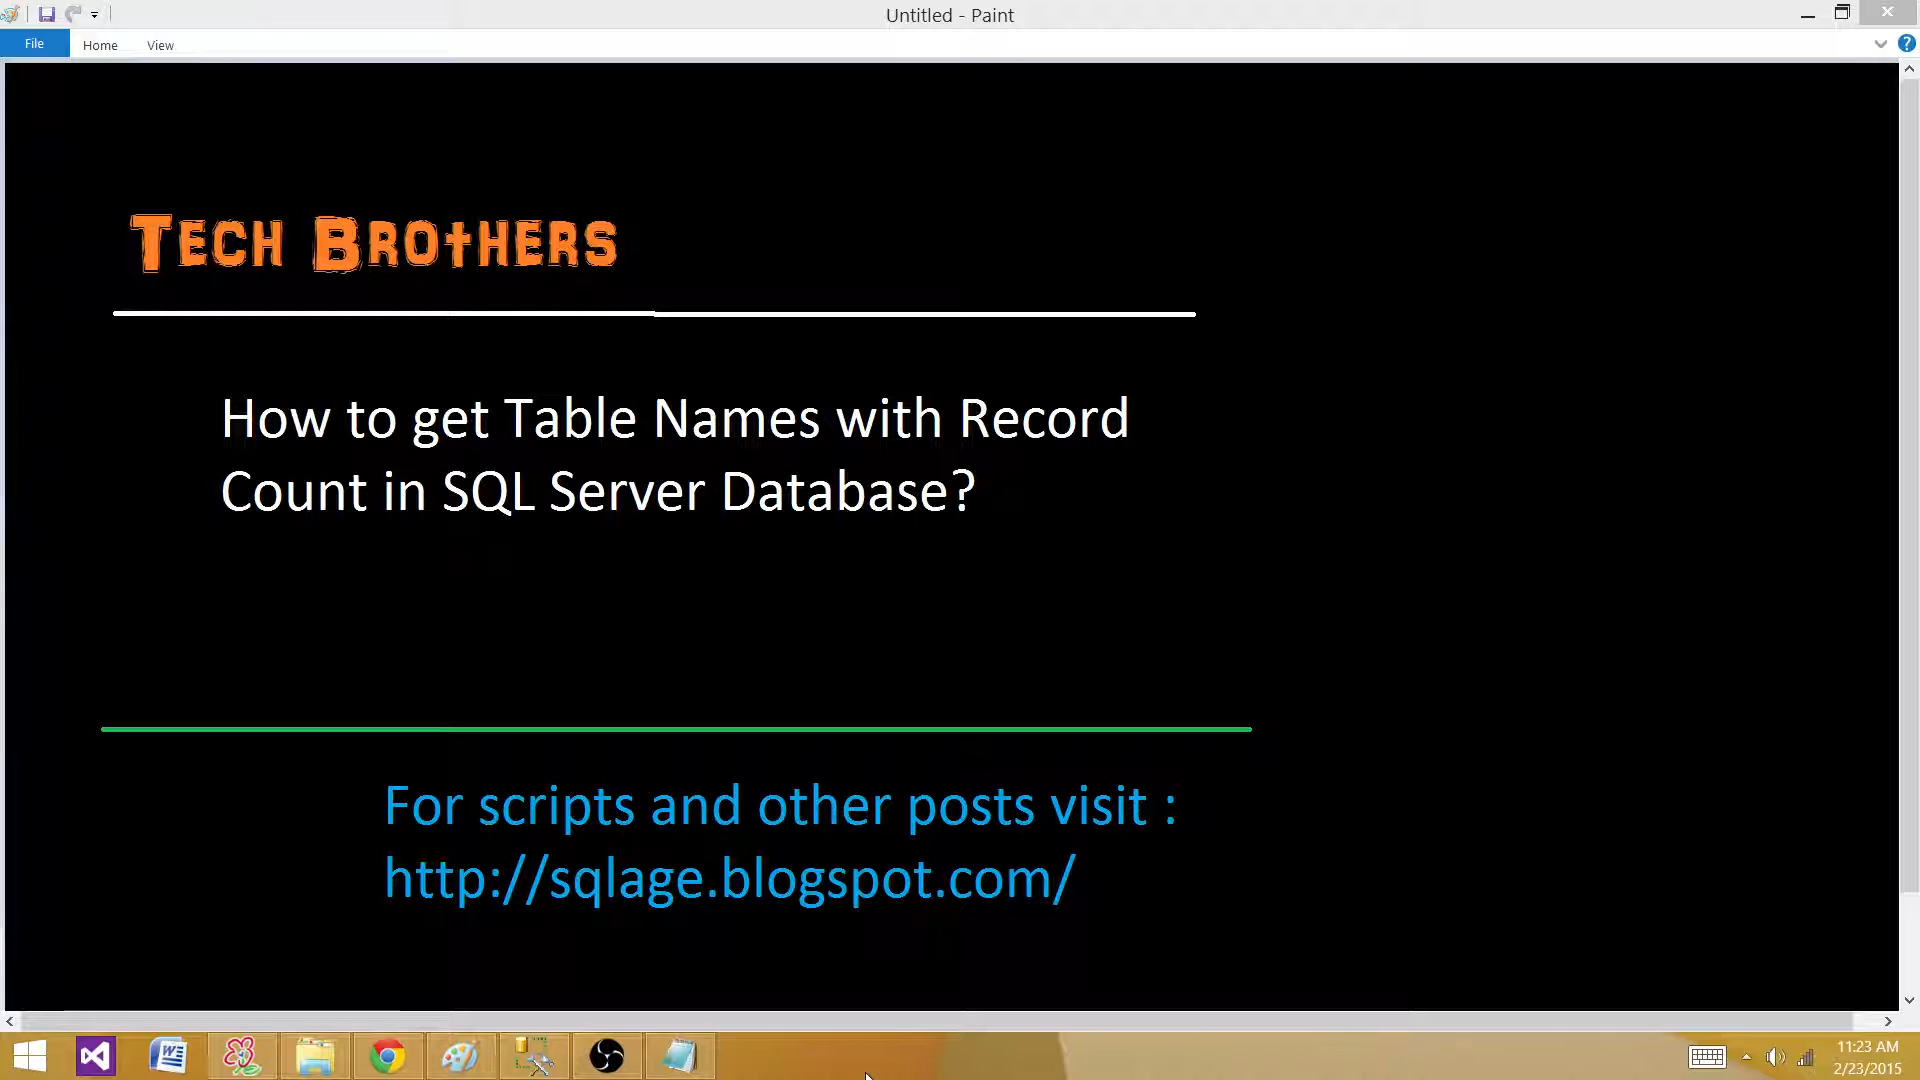 Untitled - Paint
File Home View
Tech Brothers
How to get Table Names with Record
Count in SQL Server Database?
For scripts and other posts visit :
http://sqlage.blogspot.com/
11:23 AM
2/23/2015